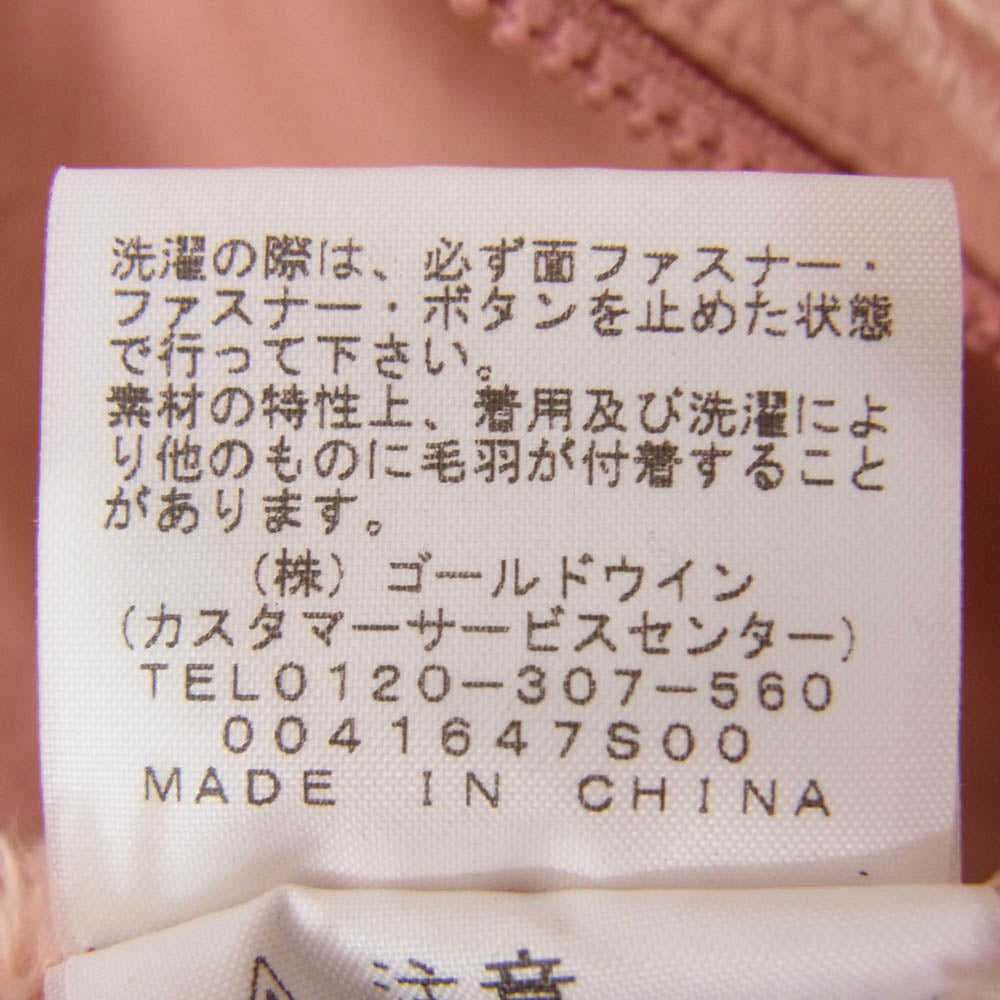 洗濯の際は、必ず面ファスナー・
ファスナー・ボタンを止めた状態
で行って下さい。
素材の特性上、着用及び洗濯によ
り他のものに毛羽が付着すること
があります。
（株）ゴールドウイン
（カスタマーサービスセンター）
TEL0120-307-560
0041647S00
MADE IN CHINA
注意